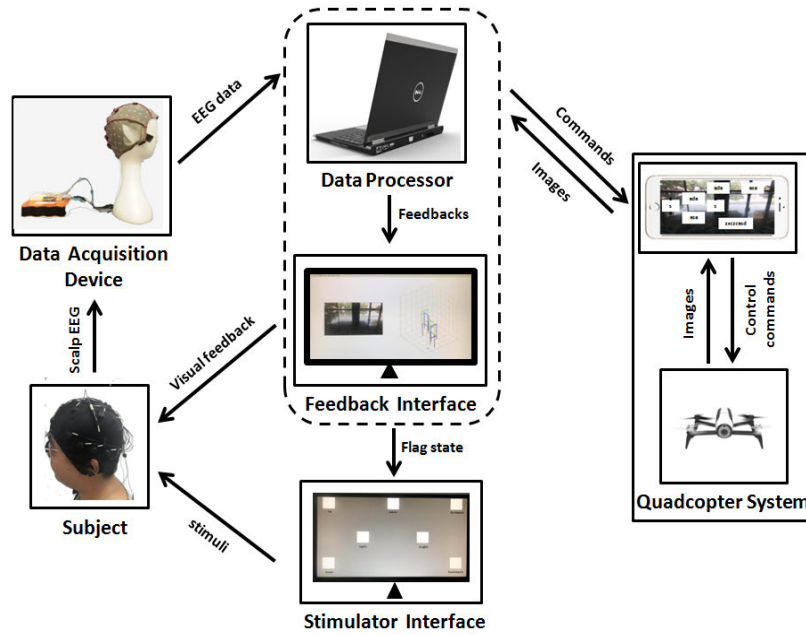 EEG data
Data Processor
Commands
Images
Feedbacks
Data Acquisition
Device
Scalp EEG
Visual feedback
Feedback Interface
Images
Control
commands
Flag state
Subject
stimuli
Quadcopter System
Stimulator Interface
DELL